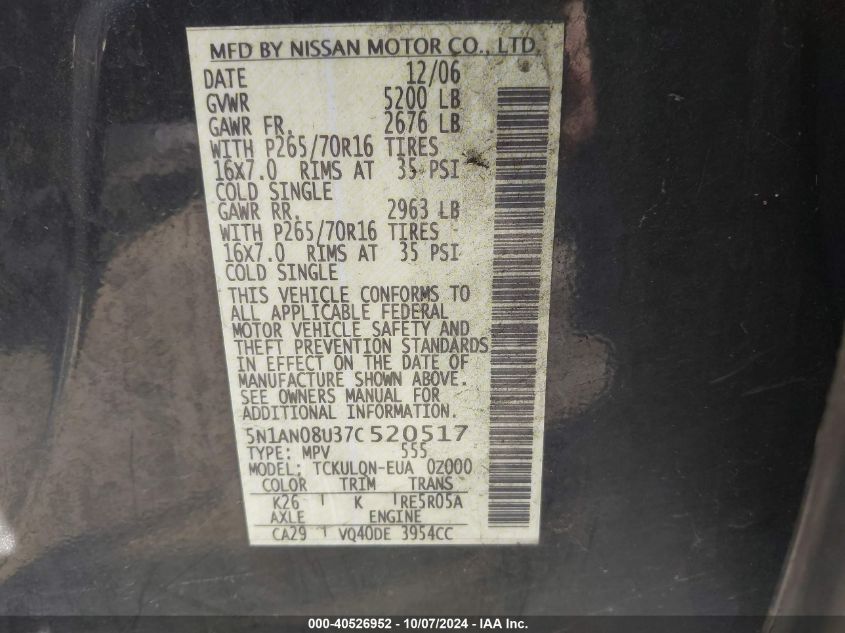 MFD BY NISSAN MOTOR CO., LTD.
DATE 12/06
GVWR 5200 LB
GAWR FR. 2676 LB
WITH P265/70R16 TIRES
16X7.0 RIMS AT 35 PSI
COLD SINGLE
GAWR RR. 2963 LB
WITH P265/70R16 TIRES
16X7.0 RIMS AT 35 PSI
COLD SINGLE
THIS VEHICLE CONFORMS TO
ALL APPLICABLE FEDERAL
MOTOR VEHICLE SAFETY AND
THEFT PREVENTION STANDARDS
IN EFFECT ON THE DATE OF
MANUFACTURE SHOWN ABOVE.
SEE OWNERS MANUAL FOR
ADDITIONAL INFORMATION.
5N1AN08U37C520517
TYPE: MPV 555
MODEL: TCKULQN-EUA 0Z000
COLOR TRIM TRANS
K26 K RE5R05A
AXLE ENGINE
CA29 VQ40DE 3954CC
000-40526952 - 10/07/2024 - IAA Inc.